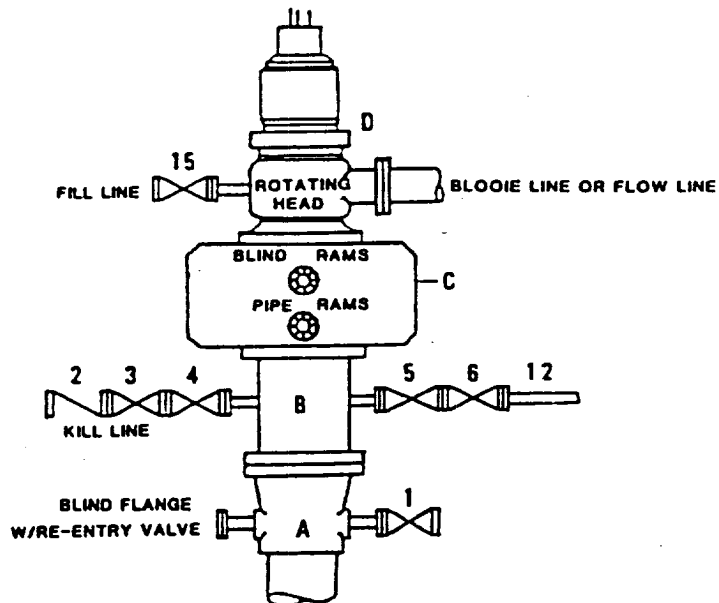 D
15
FILL LINE
ROTATING HEAD
BLOOIE LINE OR FLOW LINE
BLIND RAMS
C
PIPE RAMS
2 3 4
5 6 12
B
KILL LINE
BLIND FLANGE
W/RE-ENTRY VALVE
A
1